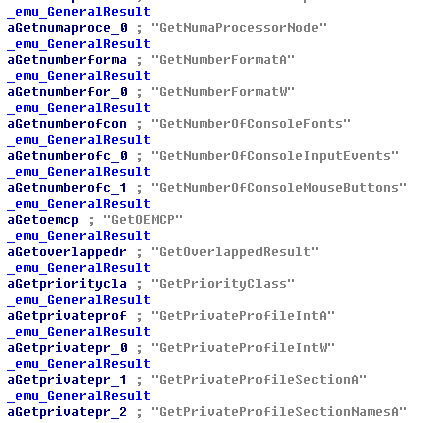 _emu_GeneralResult
aGetnumaproce_0 ; "GetNumaProcessorNode"
_emu_GeneralResult
aGetnumberforma ; "GetNumberFormatA"
_emu_GeneralResult
aGetnumberfor_0 ; "GetNumberFormatW"
_emu_GeneralResult
aGetnumberofcon ; "GetNumberOfConsoleFonts"
_emu_GeneralResult
aGetnumberofc_0 ; "GetNumberOfConsoleInputEvents"
_emu_GeneralResult
aGetnumberofc_1 ; "GetNumberOfConsoleMouseButtons"
_emu_GeneralResult
aGetoemcp ; "GetOEMCP"
_emu_GeneralResult
aGetoverlappedr ; "GetOverlappedResult"
_emu_GeneralResult
aGetprioritycla ; "GetPriorityClass"
_emu_GeneralResult
aGetprivateprof ; "GetPrivateProfileIntA"
_emu_GeneralResult
aGetprivatepr_0 ; "GetPrivateProfileIntW"
_emu_GeneralResult
aGetprivatepr_1 ; "GetPrivateProfileSectionA"
_emu_GeneralResult
aGetprivatepr_2 ; "GetPrivateProfileSectionNamesA"